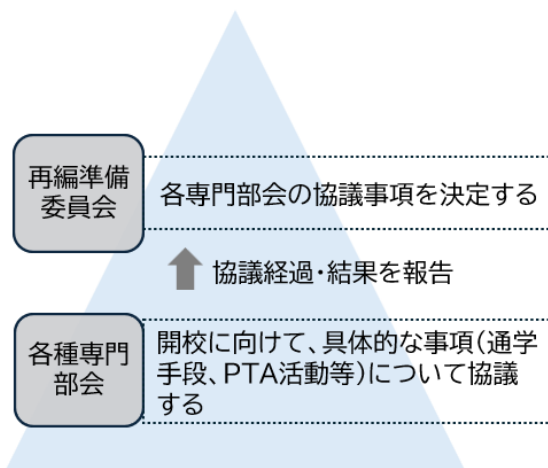 再編準備
委員会
各専門部会の協議事項を決定する
協議経過・結果を報告
各種専門
部会
開校に向けて、具体的な事項(通学
手段、PTA活動等)について協議
する